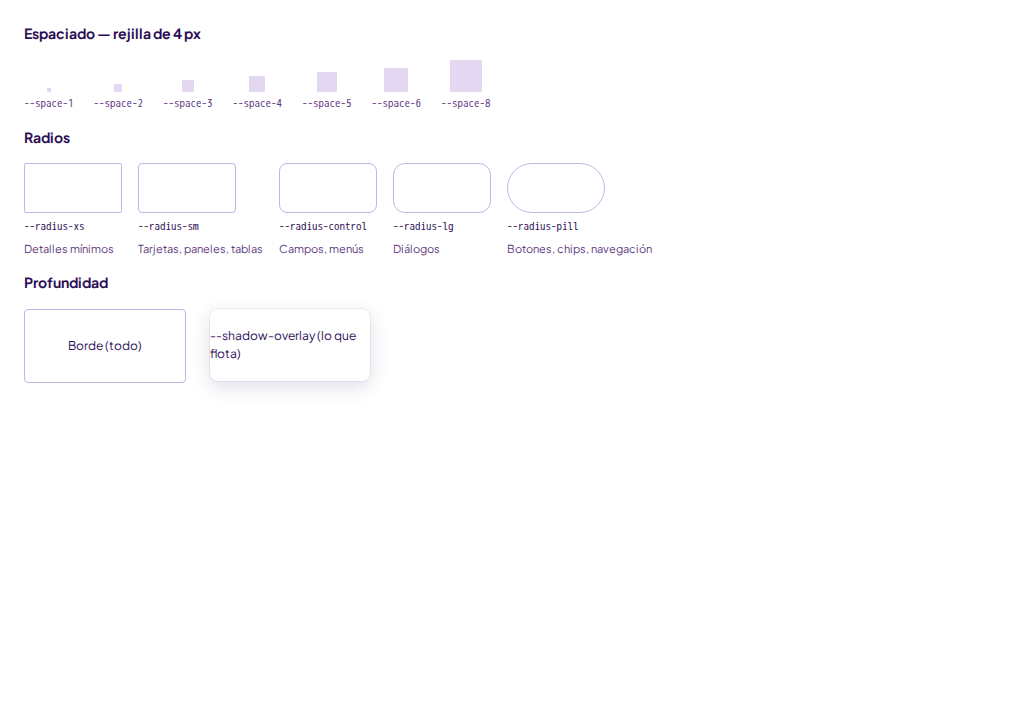 Espaciado — rejilla de 4 px
--space-1 --space-2 --space-3 --space-4 --space-5 --space-6 --space-8
Radios
--radius-xs --radius-sm --radius-control --radius-lg --radius-pill
Detalles mínimos Tarjetas, paneles, tablas Campos, menús Diálogos Botones, chips, navegación
Profundidad
Borde (todo)
--shadow-overlay (lo que
flota)